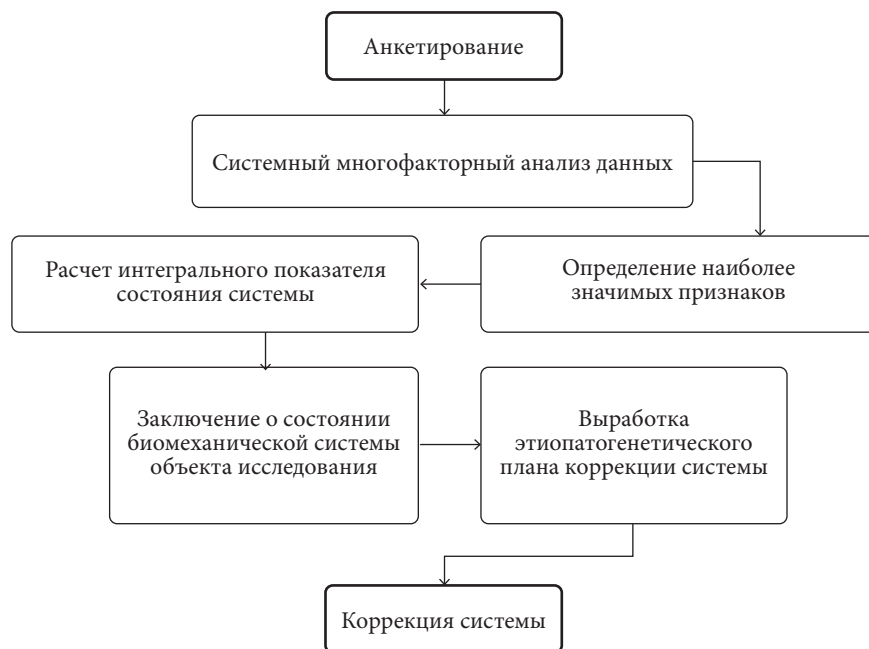 Анкетирование
Системный многофакторный анализ данных
Определение наиболее
значимых признаков
Расчет интегрального показателя
состояния системы
Заключение о состоянии
биомеханической системы
объекта исследования
Выработка
этиопатогенетического
плана коррекции системы
Коррекция системы